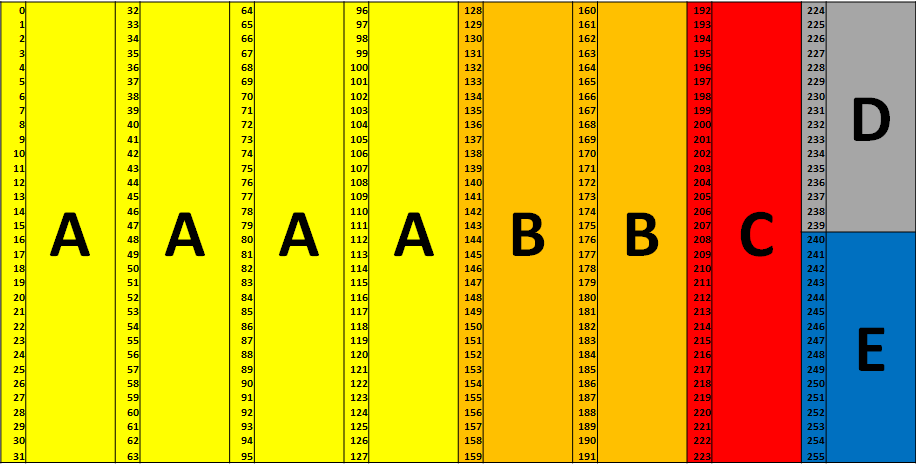 0 32 64 96 128 160 192 224
1 33 65 97 129 161 193 225
2 34 66 98 130 162 194 226
3 35 67 99 131 163 195 227
4 36 68 100 132 164 196 228
5 37 69 101 133 165 197 229
6 38 70 102 134 166 198 230
7 39 71 103 135 167 199 231
D
8 40 72 104 136 168 200 232
9 41 73 105 137 169 201 233
10 42 74 106 138 170 202 234
11 43 75 107 139 171 203 235
12 44 76 108 140 172 204 236
13 45 77 109 141 173 205 237
14 46 78 110 142 174 206 238
15 47 79 111 143 175 207 239
A A A A B B C
16 48 80 112 144 176 208 240
17 49 81 113 145 177 209 241
18 50 82 114 146 178 210 242
19 51 83 115 147 179 211 243
20 52 84 116 148 180 212 244
21 53 85 117 149 181 213 245
22 54 86 118 150 182 214 246
23 55 87 119 151 183 215 247
E
24 56 88 120 152 184 216 248
25 57 89 121 153 185 217 249
26 58 90 122 154 186 218 250
27 59 91 123 155 187 219 251
28 60 92 124 156 188 220 252
29 61 93 125 157 189 221 253
30 62 94 126 158 190 222 254
31 63 95 127 159 191 223 255